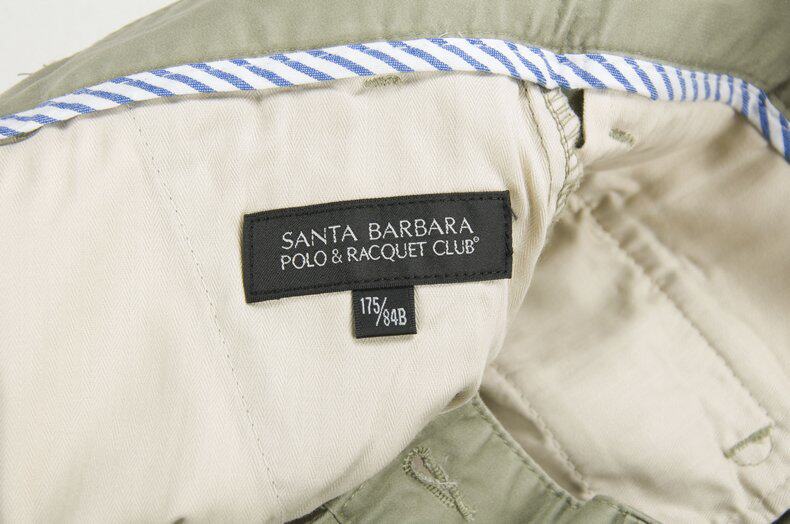 SANTA BARBARA
POLO & RACQUET CLUB®
175/84B